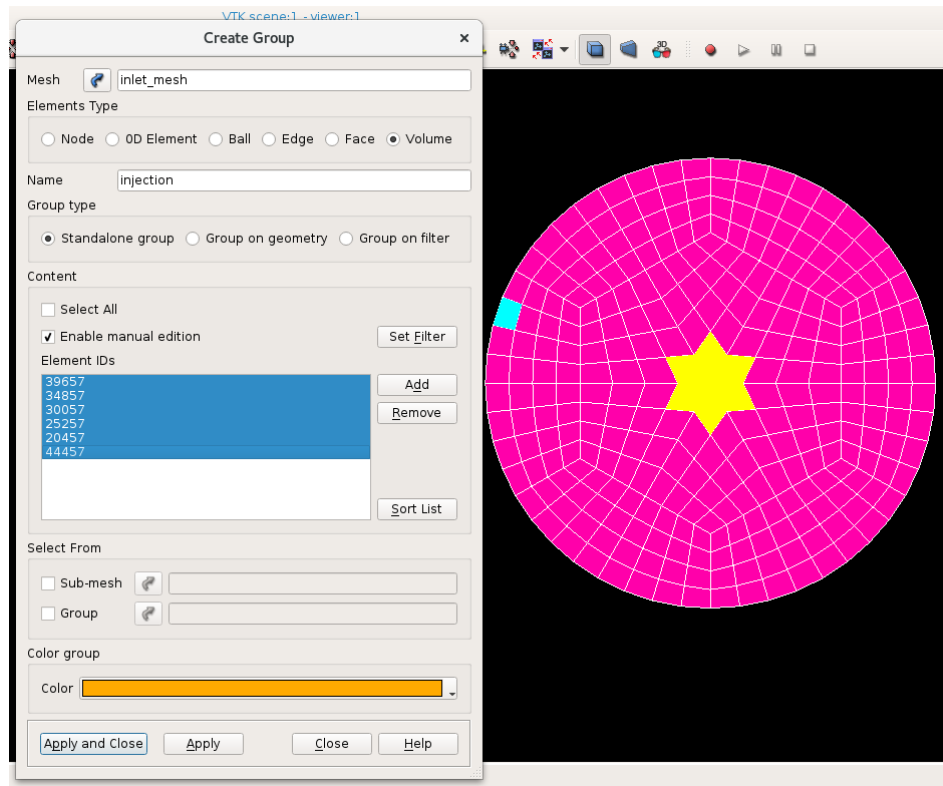 VTK scene:1 - viewer:1
Create Group ×
Mesh inlet_mesh
Elements Type
Node 0D Element Ball Edge Face Volume
Name injection
Group type
Standalone group Group on geometry Group on filter
Content
Select All
Enable manual edition Set Filter
Element IDs
39657 Add
34857
30057 Remove
25257
20457
44457
Sort List
Select From
Sub-mesh
Group
Color group
Color
Apply and Close Apply Close Help
3D